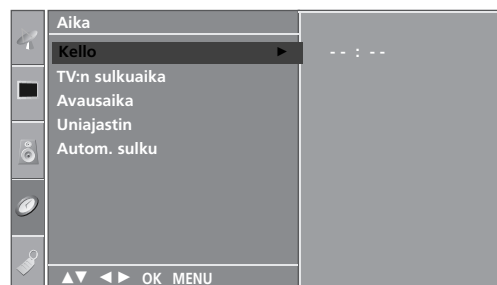 Aika
Kello ► -- : --
TV:n sulkuaika
Avausaika
Uniajastin
Autom. sulku
▲▼ ◄► OK MENU